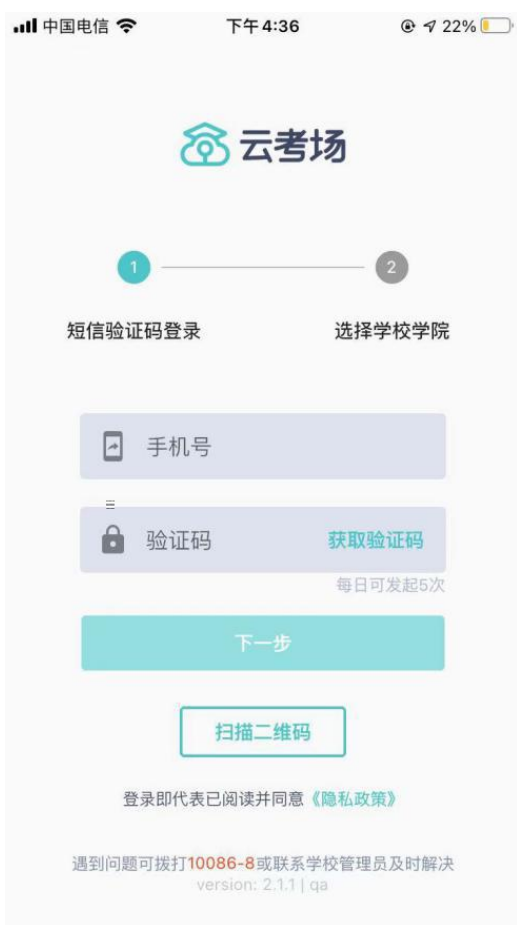 中国电信 下午4:36 22%
云考场
1 2
短信验证码登录 选择学校学院
手机号
验证码 获取验证码
每日可发起5次
下一步
扫描二维码
登录即代表已阅读并同意《隐私政策》
遇到问题可拨打10086-8或联系学校管理员及时解决
version: 2.1.1 | qa